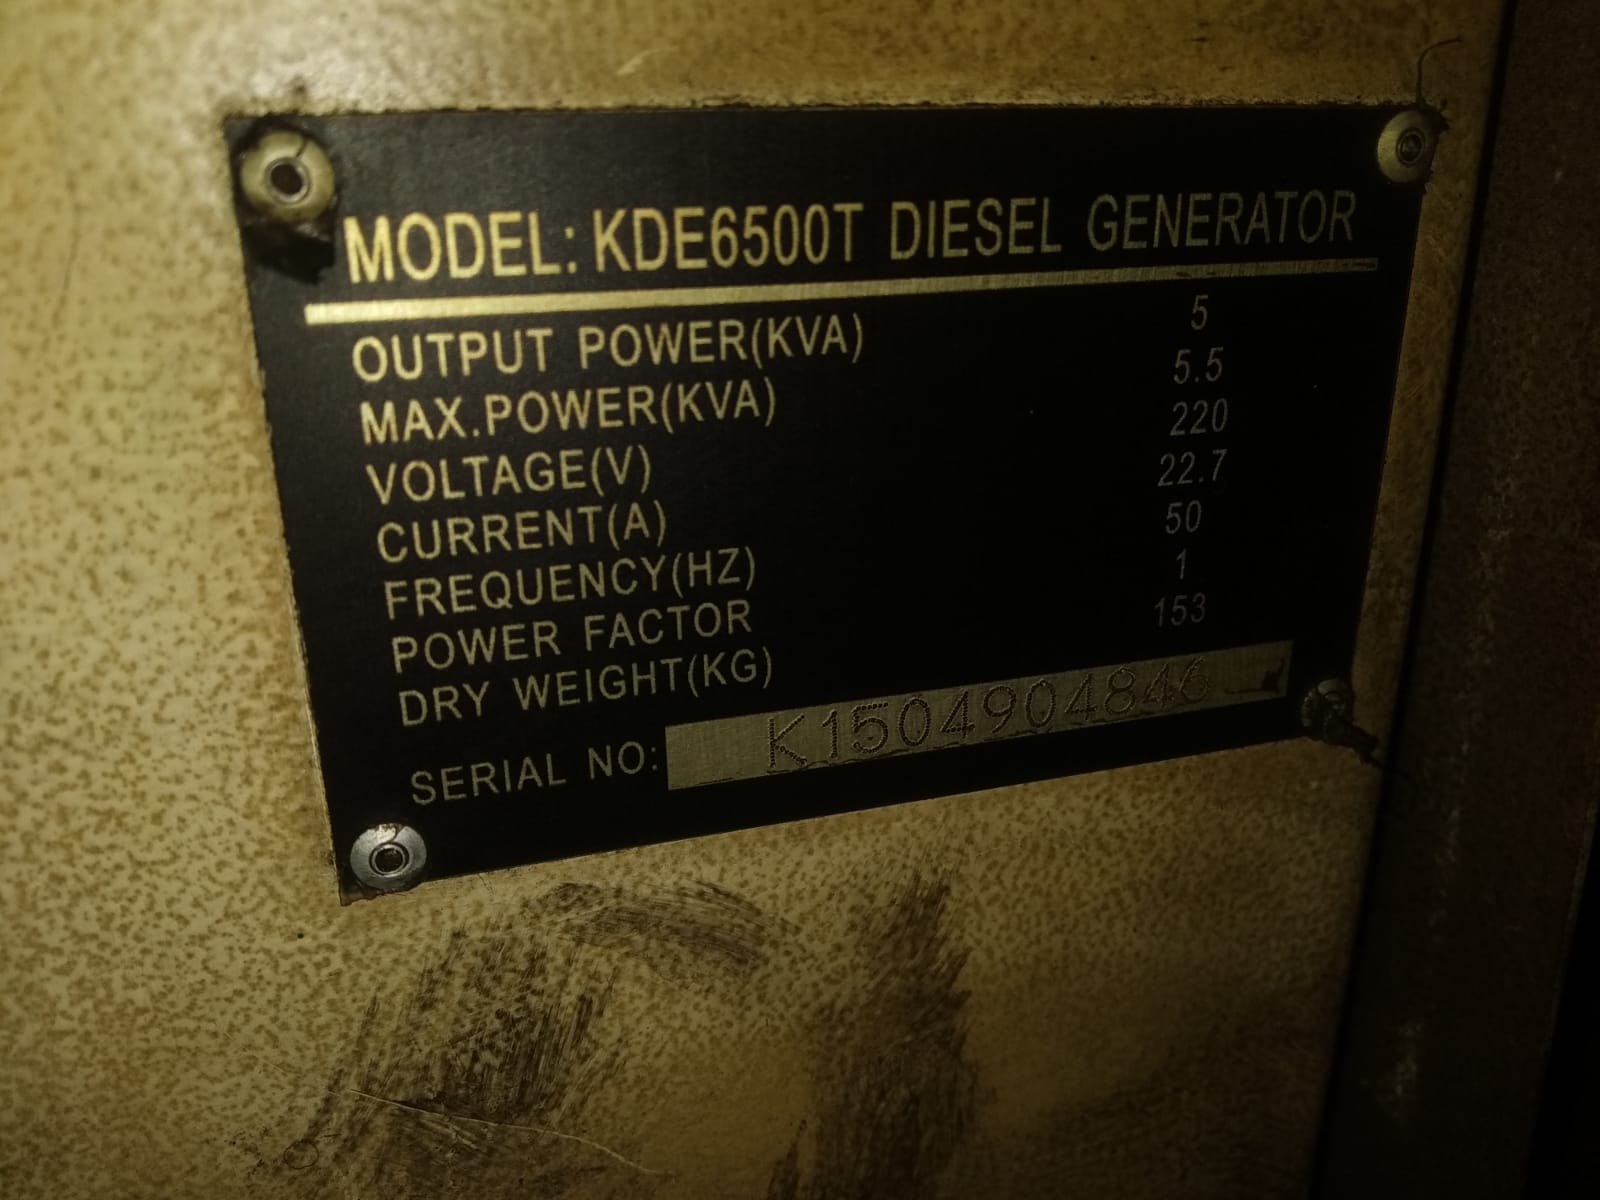 MODEL: KDE6500T DIESEL GENERATOR
OUTPUT POWER(KVA) 5
MAX.POWER(KVA) 5.5
VOLTAGE(V) 220
CURRENT(A) 22.7
FREQUENCY(HZ) 50
POWER FACTOR 1
DRY WEIGHT(KG) 153
SERIAL NO: K1504904846